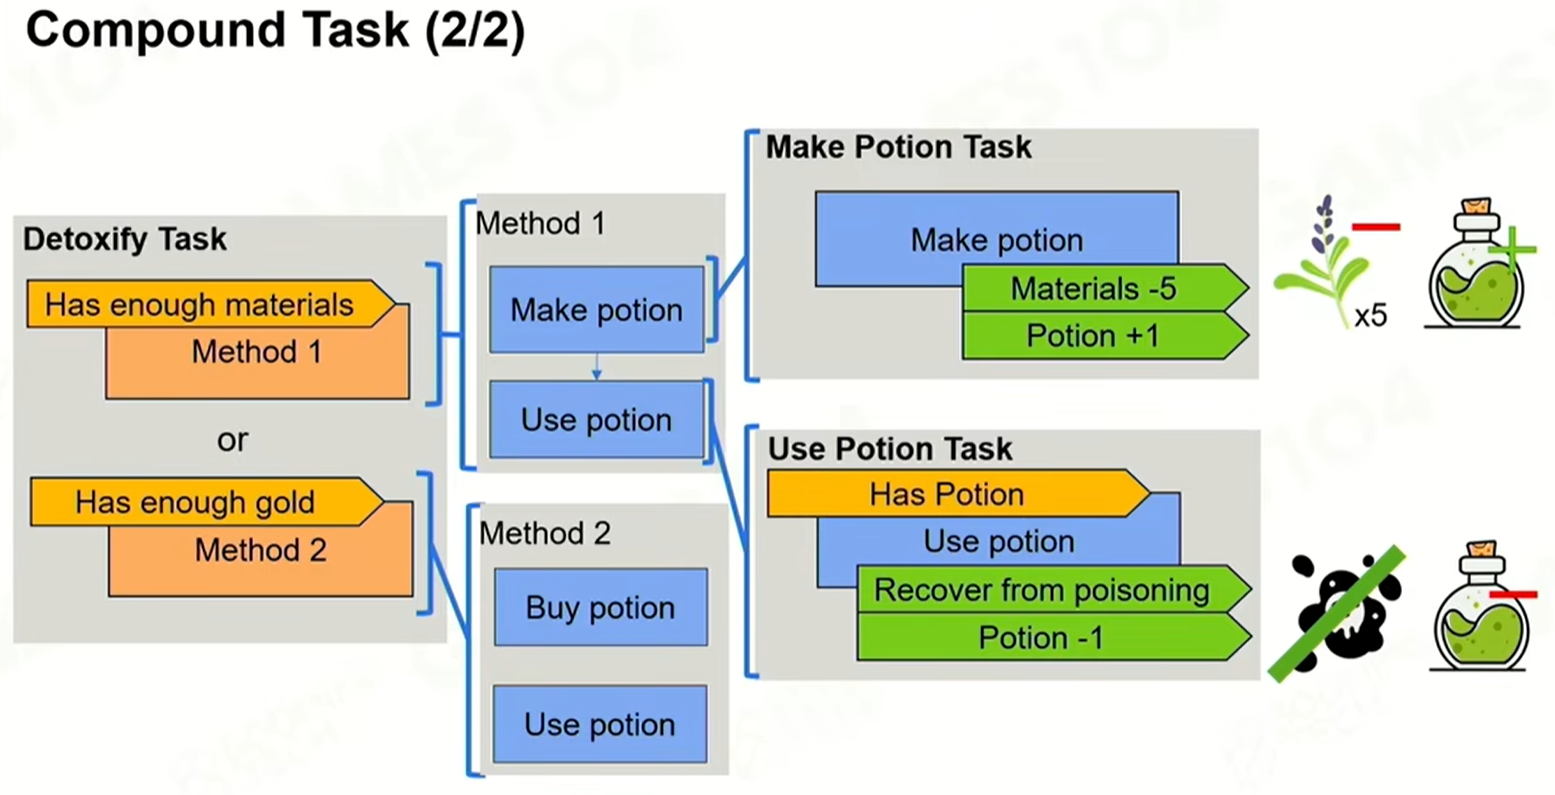 Compound Task (2/2)
Detoxify Task
Has enough materials
Method 1
or
Has enough gold
Method 2
Method 1
Make potion
Use potion
Method 2
Buy potion
Use potion
Make Potion Task
Make potion
Materials -5
Potion +1
x5
Use Potion Task
Has Potion
Use potion
Recover from poisoning
Potion -1